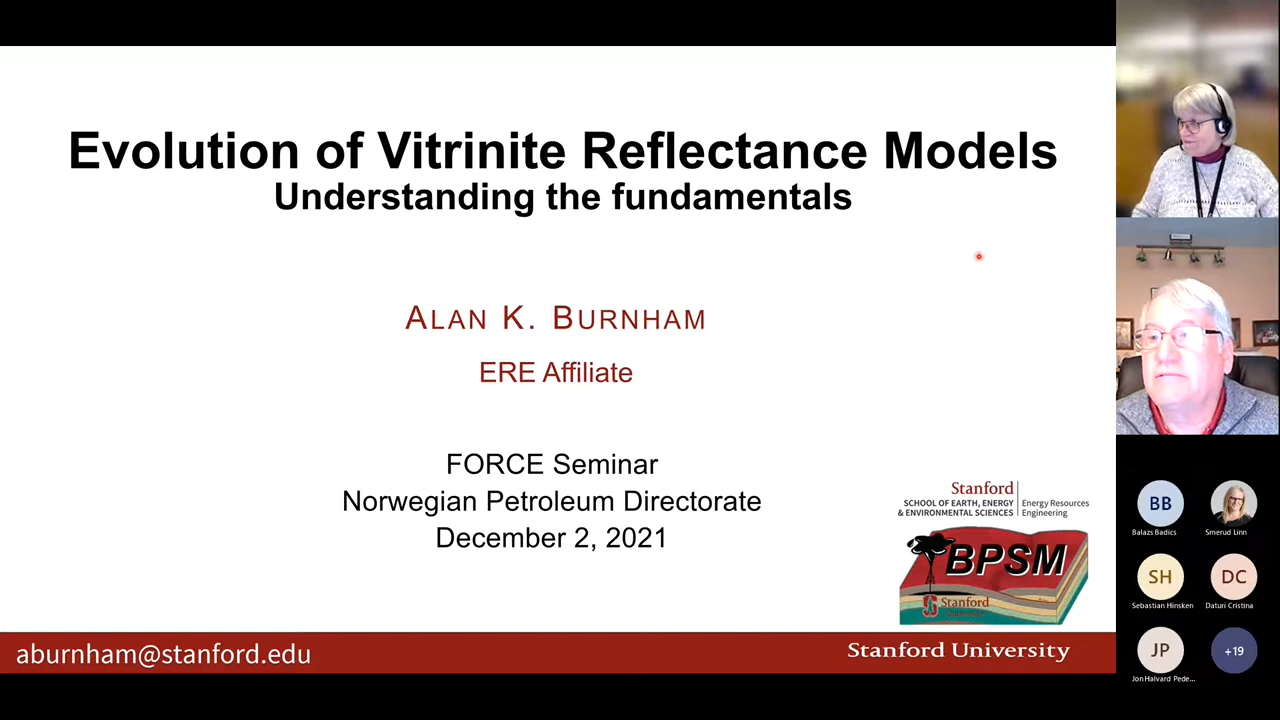 Evolution of Vitrinite Reflectance Models
Understanding the fundamentals
ALAN K. BURNHAM
ERE Affiliate
FORCE Seminar
Norwegian Petroleum Directorate
December 2, 2021
Stanford
SCHOOL OF EARTH, ENERGY
& ENVIRONMENTAL SCIENCES
Energy Resources
Engineering
BPSM
Stanford
aburnham@stanford.edu
Stanford University
BB
Balazs Badics
Smerud Linn
SH
Sebastian Hinsken
DC
Daturi Cristina
JP
Jon Halvard Pede...
+19